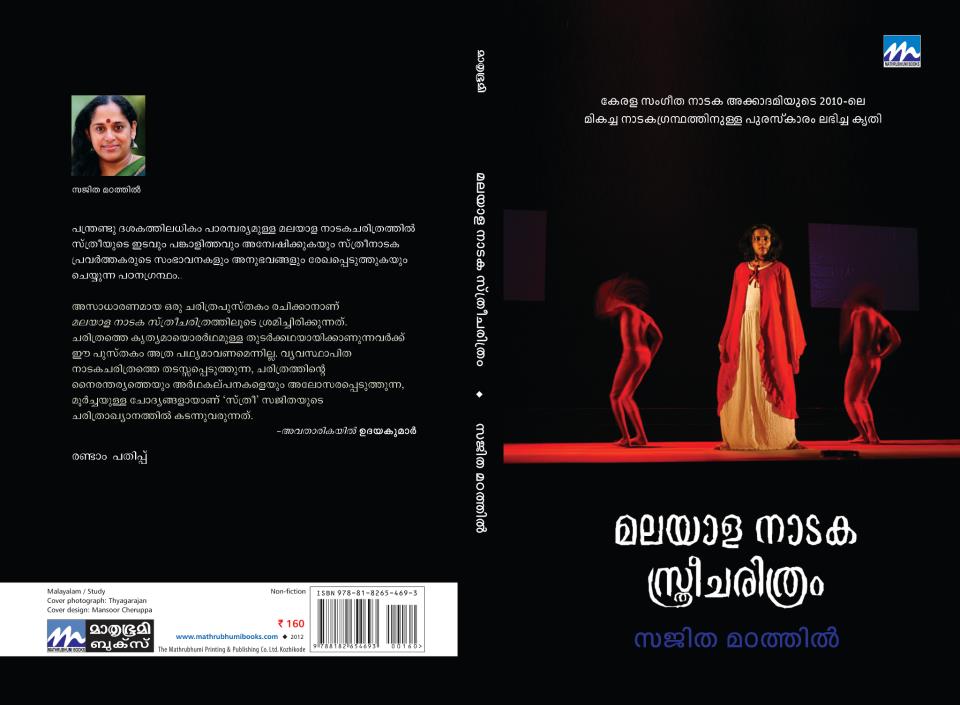 സജിത മഠത്തിൽ
പന്ത്രണ്ടു ദശകത്തിലധികം പാരമ്പര്യമുള്ള മലയാള നാടകചരിത്രത്തിൽ
സ്ത്രീയുടെ ഇടവും പങ്കാളിത്തവും അന്വേഷിക്കുകയും സ്ത്രീനാടക
പ്രവർത്തകരുടെ സംഭാവനകളും അനുഭവങ്ങളും രേഖപ്പെടുത്തുകയും
ചെയ്യുന്ന പഠനഗ്രന്ഥം.
അസാധാരണമായ ഒരു ചരിത്രപുസ്തകം രചിക്കാനാണ്
മലയാള നാടക സ്ത്രീചരിത്രത്തിലൂടെ ശ്രമിച്ചിരിക്കുന്നത്.
ചരിത്രത്തെ കൃത്യമായൊരർഥമുള്ള തുടർക്കഥയായിക്കാണുന്നവർക്ക്
ഈ പുസ്തകം അത്ര പഥ്യമാവണമെന്നില്ല. വ്യവസ്ഥാപിത
നാടകചരിത്രത്തെ തടസ്സപ്പെടുത്തുന്ന, ചരിത്രത്തിന്റെ
നൈരന്തര്യത്തെയും അർഥകല്പനകളെയും അലോസരപ്പെടുത്തുന്ന,
മൂർച്ചയുള്ള ചോദ്യങ്ങളായാണ് ‘സ്ത്രീ’ സജിതയുടെ
ചരിത്രാഖ്യാനത്തിൽ കടന്നുവരുന്നത്.
–അവതാരികയിൽ ഉദയകുമാർ
രണ്ടാം പതിപ്പ്
Malayalam / Study
Cover photograph: Thyagarajan
Cover design: Mansoor Cheruppa
Non-fiction
MATHRUBHUMI BOOKS
മാതൃഭൂമി
ബുക്സ്
₹ 160
www.mathrubhumibooks.com ◆ 2012
The Mathrubhumi Printing & Publishing Co. Ltd. Kozhikode
ISBN 978-81-8265-469-3
9 788182 654693
00160>
മാതൃഭൂമി
മലയാള നാടക സ്ത്രീചരിത്രം ◆ സജിത മഠത്തിൽ
MATHRUBHUMI BOOKS
കേരള സംഗീത നാടക അക്കാദമിയുടെ 2010-ലെ
മികച്ച നാടകഗ്രന്ഥത്തിനുള്ള പുരസ്കാരം ലഭിച്ച കൃതി
മലയാള നാടക
സ്ത്രീചരിത്രം
സജിത മഠത്തിൽ